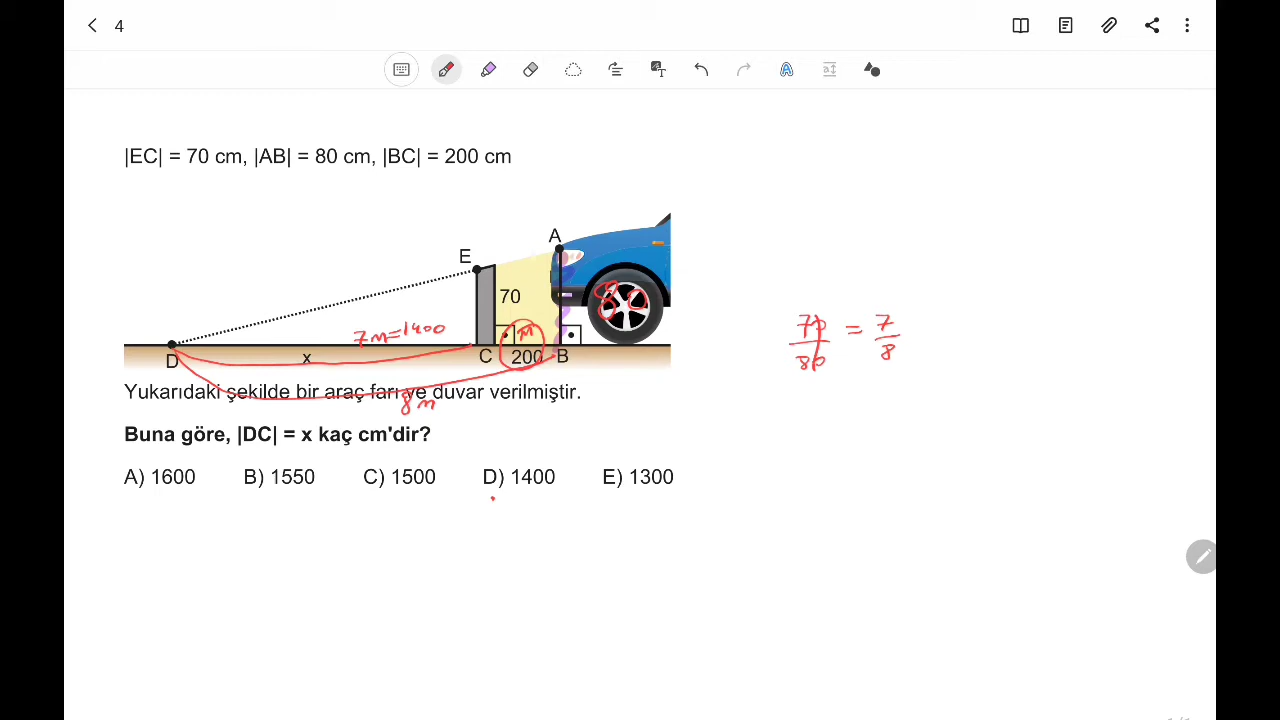 4
|EC| = 70 cm, |AB| = 80 cm, |BC| = 200 cm
A
E
70
80
7m=1400
m
D
x
C
200
B
70/80 = 7/8
Yukarıdaki şekilde bir araç farı ve duvar verilmiştir.
8m
Buna göre, |DC| = x kaç cm'dir?
A) 1600 B) 1550 C) 1500 D) 1400 E) 1300